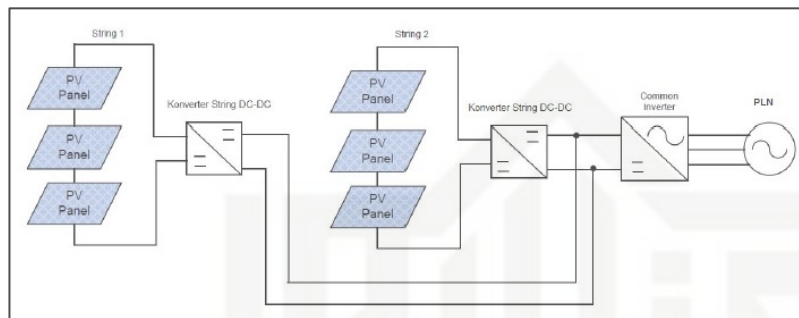 String 1
PV
Panel
PV
Panel
PV
Panel
Konverter String DC-DC
String 2
PV
Panel
PV
Panel
PV
Panel
Konverter String DC-DC
Common
Inverter
PLN